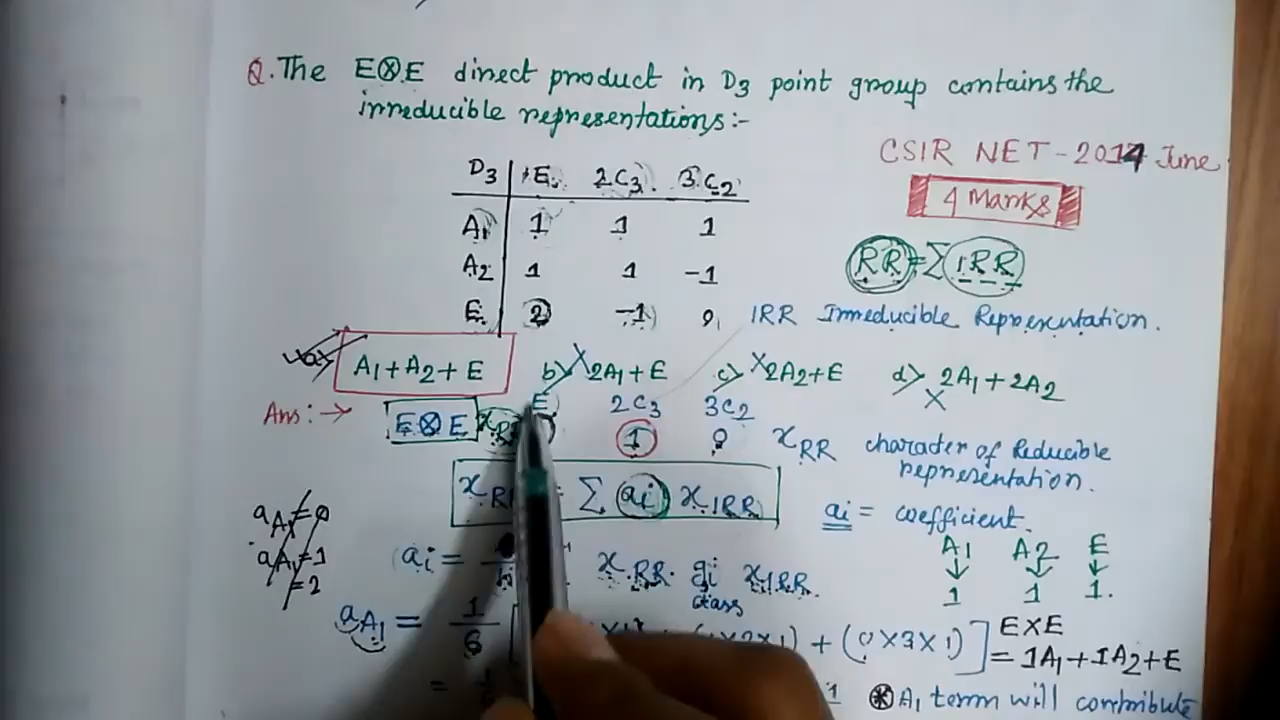 Q. The E⊗E direct product in D3 point group contains the
irreducible representations:-
CSIR NET - 2014 June
4 Marks
D3 | 1E 2C3 3C2
A1 | 1 1 1
A2 | 1 1 -1
E | 2 -1 0
RR = Σ IRR
IRR Irreducible Representation.
a> A1+A2+E b> 2A1+E c> 2A2+E d> 2A1+2A2
E 2C3 3C2
Ans:→ E⊗E 1 0 χRR character of Reducible
representation.
Σ ai χIRR
ai = coefficient.
aA1=0
aA1=1
=2
ai = χRR. gi χIRR.
class
A1 A2 E
↓ ↓ ↓
1 1 1.
aA1 = 1/6 + (0×3×1)] E×E
= 1A1+1A2+E
= ⊛ A1 term will contribute